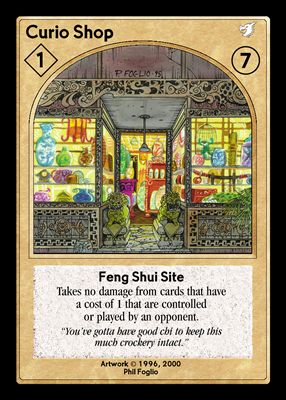 Curio Shop
1
7
P. FOGLIO '95
Feng Shui Site
Takes no damage from cards that have
a cost of 1 that are controlled
or played by an opponent.
"You've gotta have good chi to keep this
much crockery intact."
Artwork © 1996, 2000
Phil Foglio